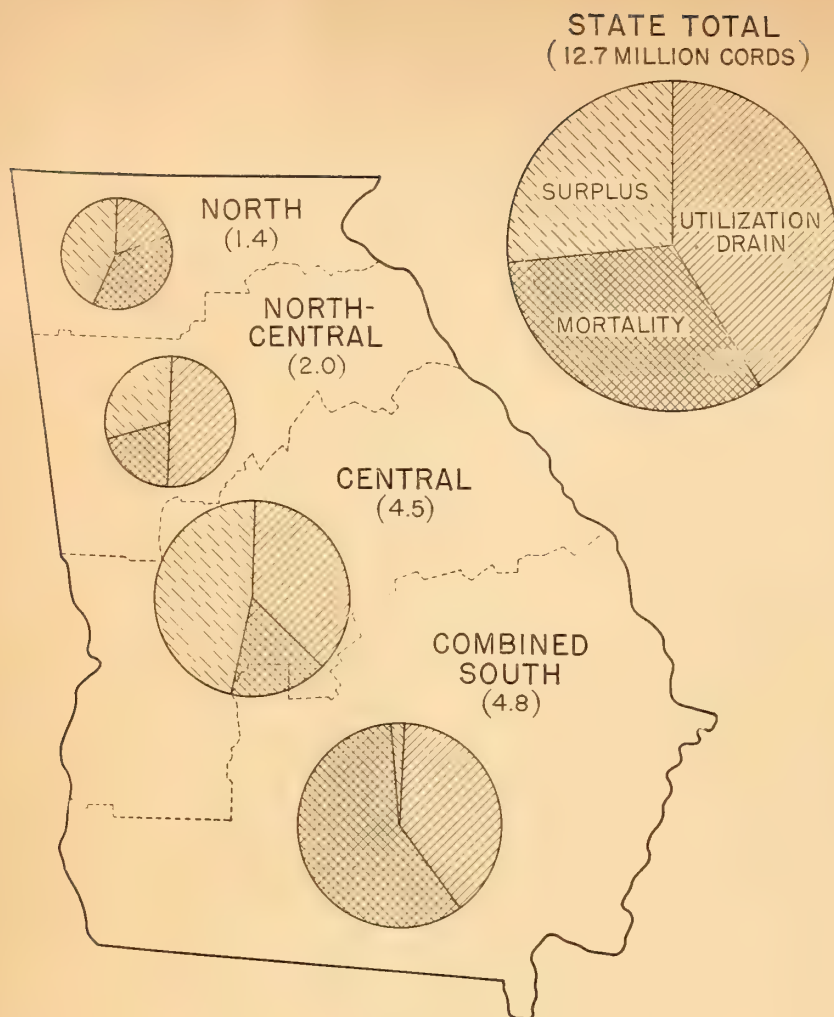 STATE TOTAL
(12.7 MILLION CORDS)
SURPLUS
UTILIZATION
DRAIN
MORTALITY
NORTH
(1.4)
NORTH-
CENTRAL
(2.0)
CENTRAL
(4.5)
COMBINED
SOUTH
(4.8)